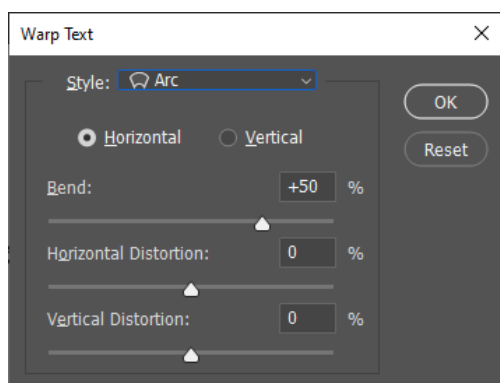 Warp Text
Style: Arc
Horizontal Vertical
OK
Reset
Bend: +50 %
Horizontal Distortion: 0 %
Vertical Distortion: 0 %